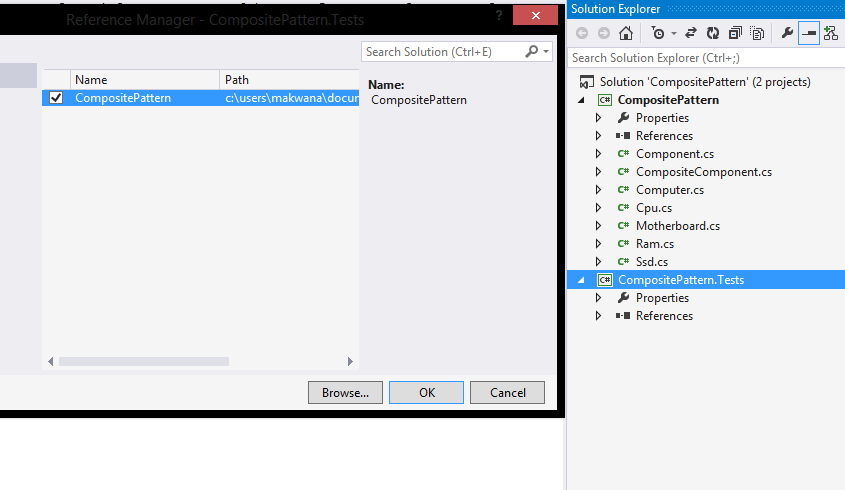 Reference Manager - CompositePattern.Tests
?
Search Solution (Ctrl+E)
Name Path
CompositePattern c:\users\makwana\docur
Name:
CompositePattern
Browse...
OK
Cancel
Solution Explorer
Search Solution Explorer (Ctrl+;)
Solution 'CompositePattern' (2 projects)
C# CompositePattern
Properties
References
C# Component.cs
C# CompositeComponent.cs
C# Computer.cs
C# Cpu.cs
C# Motherboard.cs
C# Ram.cs
C# Ssd.cs
C# CompositePattern.Tests
Properties
References